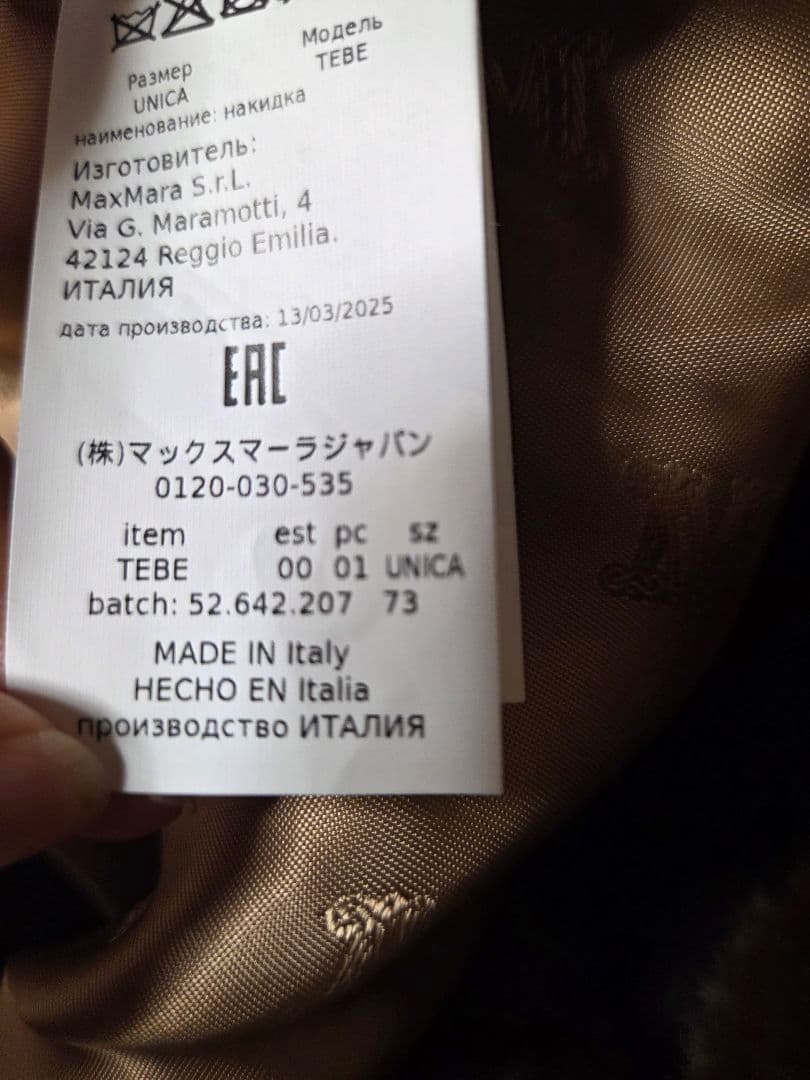 Модель
TEBE
Размер
UNICA
наименование: накидка
Изготовитель:
MaxMara S.r.L.
Via G. Maramotti, 4
42124 Reggio Emilia.
ИТАЛИЯ
дата производства: 13/03/2025
EAC
(株)マックスマーラジャパン
0120-030-535
item est pc sz
TEBE 00 01 UNICA
batch: 52.642.207 73
MADE IN Italy
HECHO EN Italia
производство ИТАЛИЯ